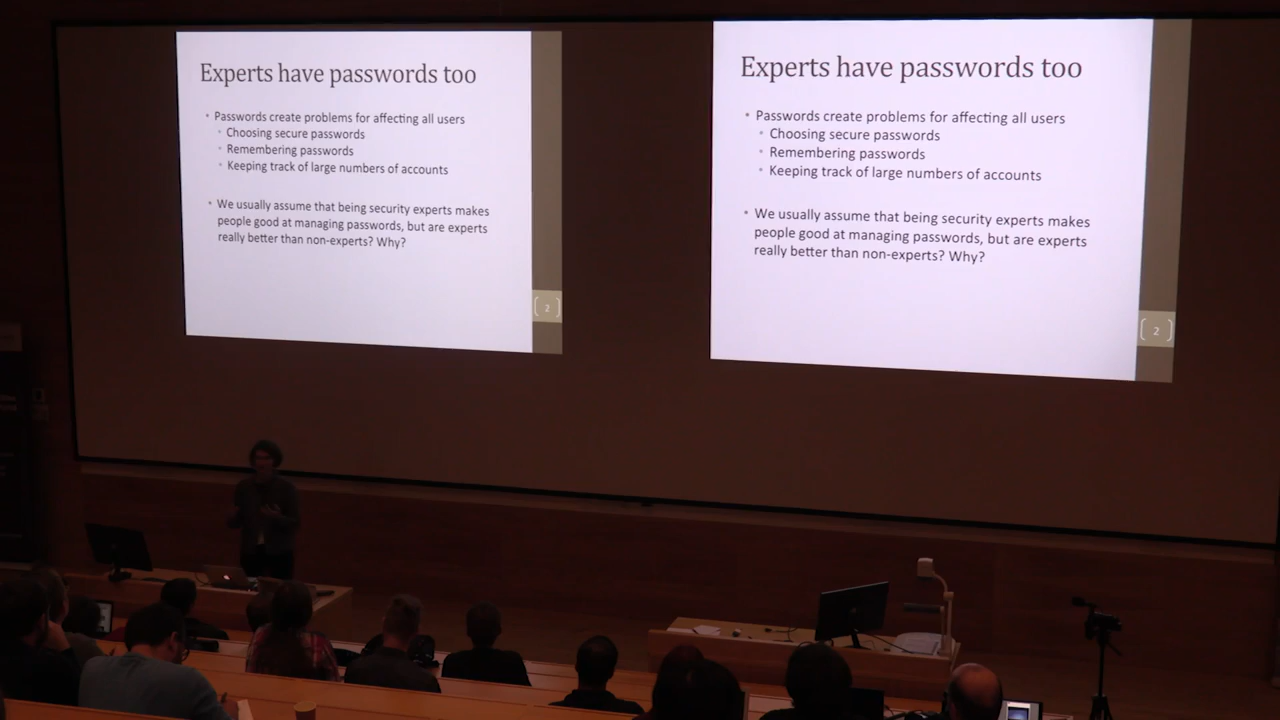 Experts have passwords too
• Passwords create problems for affecting all users
• Choosing secure passwords
• Remembering passwords
• Keeping track of large numbers of accounts
• We usually assume that being security experts makes
people good at managing passwords, but are experts
really better than non-experts? Why?
[ 2 ]
Experts have passwords too
• Passwords create problems for affecting all users
• Choosing secure passwords
• Remembering passwords
• Keeping track of large numbers of accounts
• We usually assume that being security experts makes
people good at managing passwords, but are experts
really better than non-experts? Why?
[ 2 ]